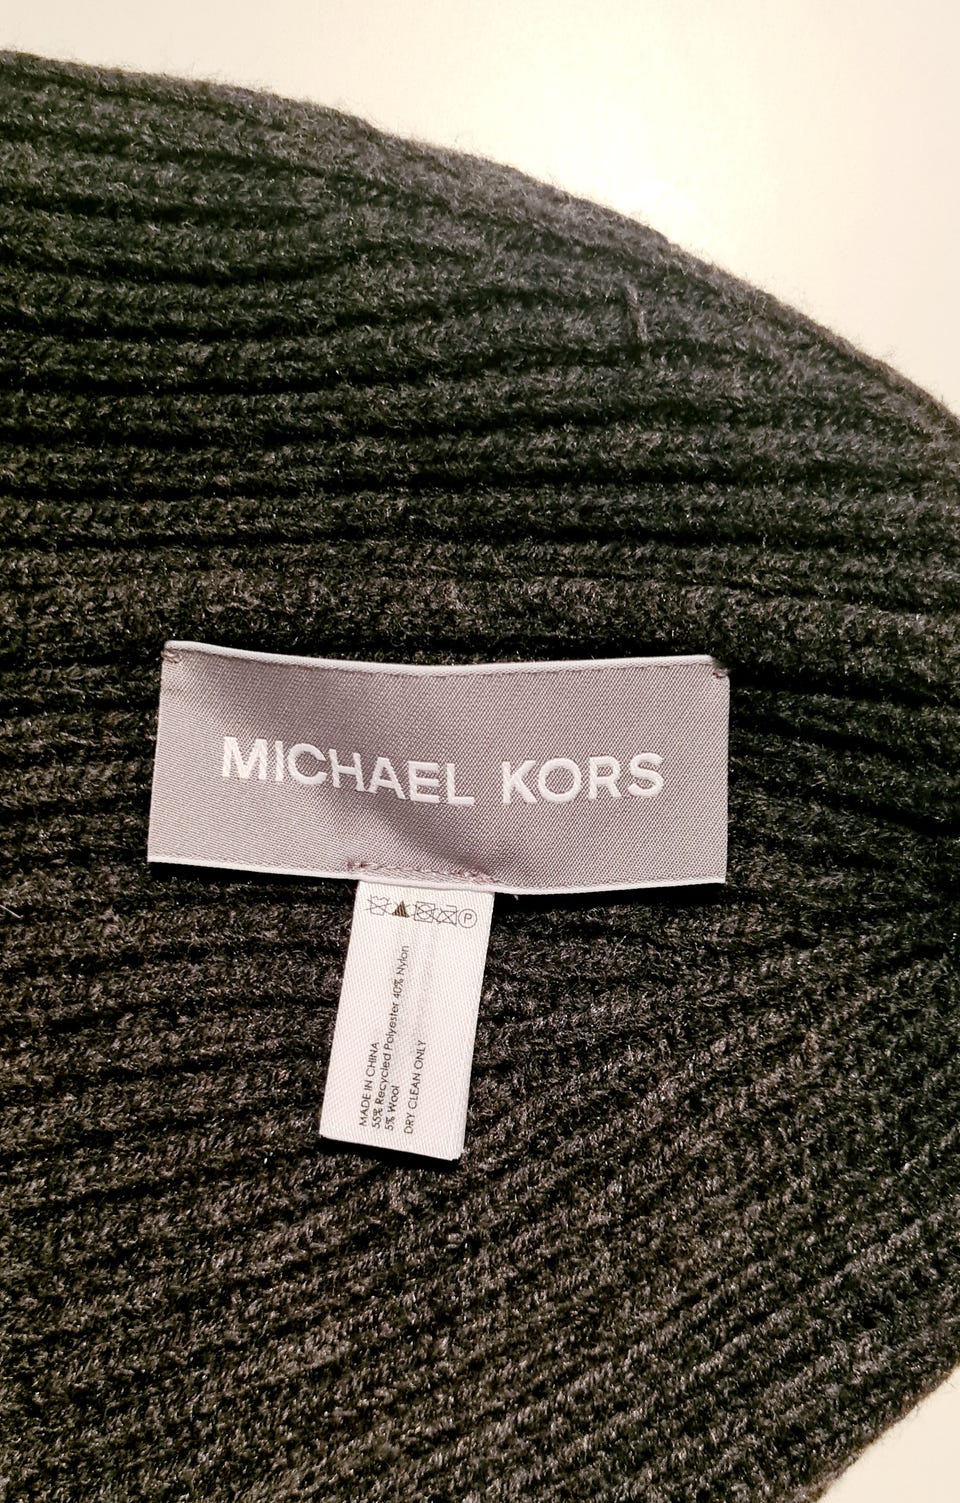 MICHAEL KORS
P
MADE IN CHINA
55% Recycled Polyester 40% Nylon
5% Wool
DRY CLEAN ONLY